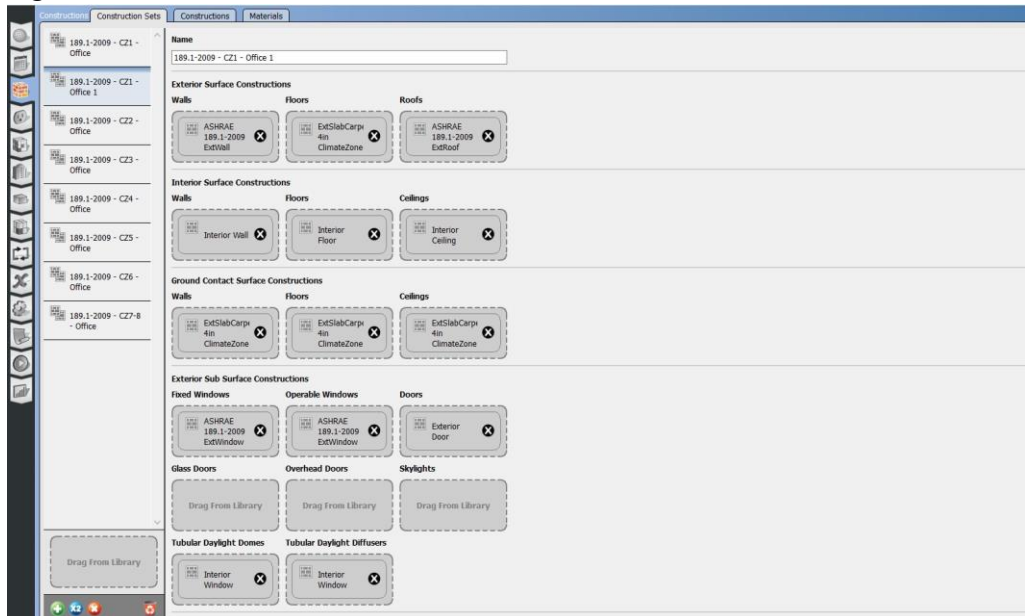 Constructions
Construction Sets
Constructions
Materials
189.1-2009 - CZ1 -
Office
189.1-2009 - CZ1 -
Office 1
189.1-2009 - CZ2 -
Office
189.1-2009 - CZ3 -
Office
189.1-2009 - CZ4 -
Office
189.1-2009 - CZ5 -
Office
189.1-2009 - CZ6 -
Office
189.1-2009 - CZ7-8
- Office
Drag From Library
x2
Name
189.1-2009 - CZ1 - Office 1
Exterior Surface Constructions
Walls Floors Roofs
ASHRAE
189.1-2009
ExtWall
ExtSlabCarp
4in
ClimateZone
ASHRAE
189.1-2009
ExtRoof
Interior Surface Constructions
Walls Floors Ceilings
Interior Wall
Interior
Floor
Interior
Ceiling
Ground Contact Surface Constructions
Walls Floors Ceilings
ExtSlabCarp
4in
ClimateZone
ExtSlabCarp
4in
ClimateZone
ExtSlabCarp
4in
ClimateZone
Exterior Sub Surface Constructions
Fixed Windows Operable Windows Doors
ASHRAE
189.1-2009
ExtWindow
ASHRAE
189.1-2009
ExtWindow
Exterior
Door
Glass Doors Overhead Doors Skylights
Drag From Library Drag From Library Drag From Library
Tubular Daylight Domes Tubular Daylight Diffusers
Interior
Window
Interior
Window